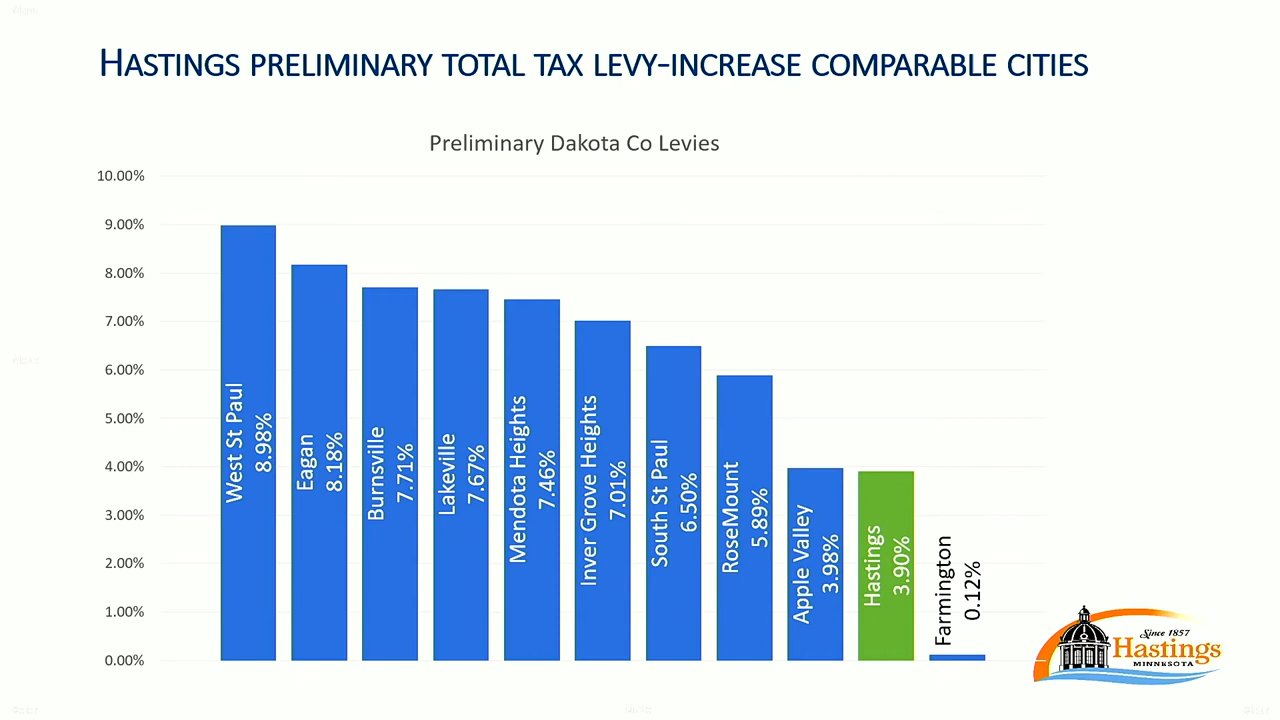 HASTINGS PRELIMINARY TOTAL TAX LEVY-INCREASE COMPARABLE CITIES
Preliminary Dakota Co Levies
10.00%
9.00%
8.00%
7.00%
6.00%
5.00%
4.00%
3.00%
2.00%
1.00%
0.00%
West St Paul
8.98%
Eagan
8.18%
Burnsville
7.71%
Lakeville
7.67%
Mendota Heights
7.46%
Inver Grove Heights
7.01%
South St Paul
6.50%
RoseMount
5.89%
Apple Valley
3.98%
Hastings
3.90%
Farmington
0.12%
Since 1857
Hastings
MINNESOTA